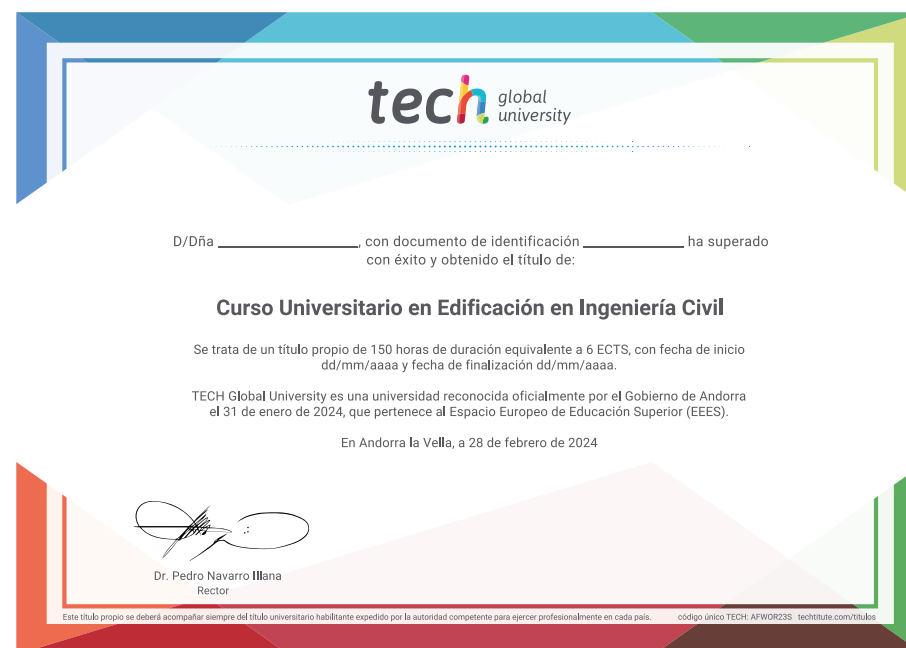 tech global university
D/Dña ____________, con documento de identificación ____________ ha superado
con éxito y obtenido el título de:
Curso Universitario en Edificación en Ingeniería Civil
Se trata de un título propio de 150 horas de duración equivalente a 6 ECTS, con fecha de inicio
dd/mm/aaaa y fecha de finalización dd/mm/aaaa.
TECH Global University es una universidad reconocida oficialmente por el Gobierno de Andorra
el 31 de enero de 2024, que pertenece al Espacio Europeo de Educación Superior (EEES).
En Andorra la Vella, a 28 de febrero de 2024
Dr. Pedro Navarro Illana
Rector
Este título propio se deberá acompañar siempre del título universitario habilitante expedido por la autoridad competente para ejercer profesionalmente en cada país. código único TECH: AFWOR23S techtitute.com/titulos